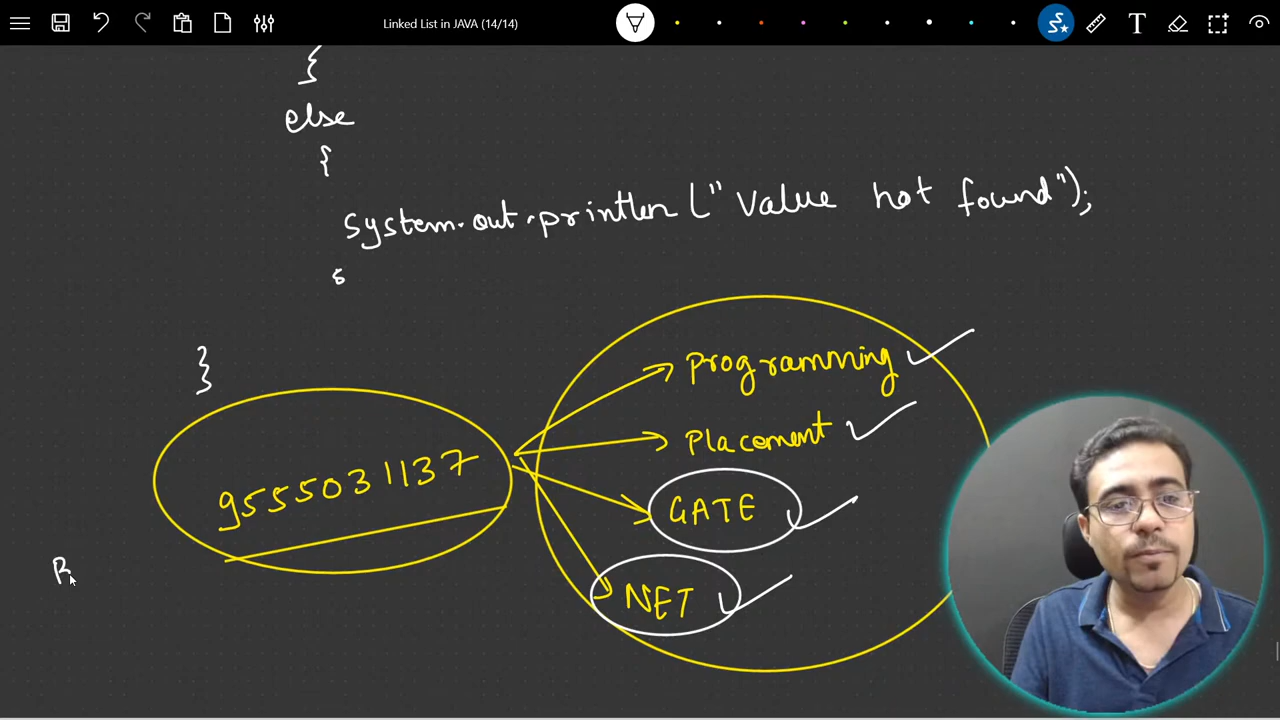 Linked List in JAVA (14/14)
T
}
else
{
system.out.println("Value not found");
}
9555031137
Programming
Placement
GATE
NET